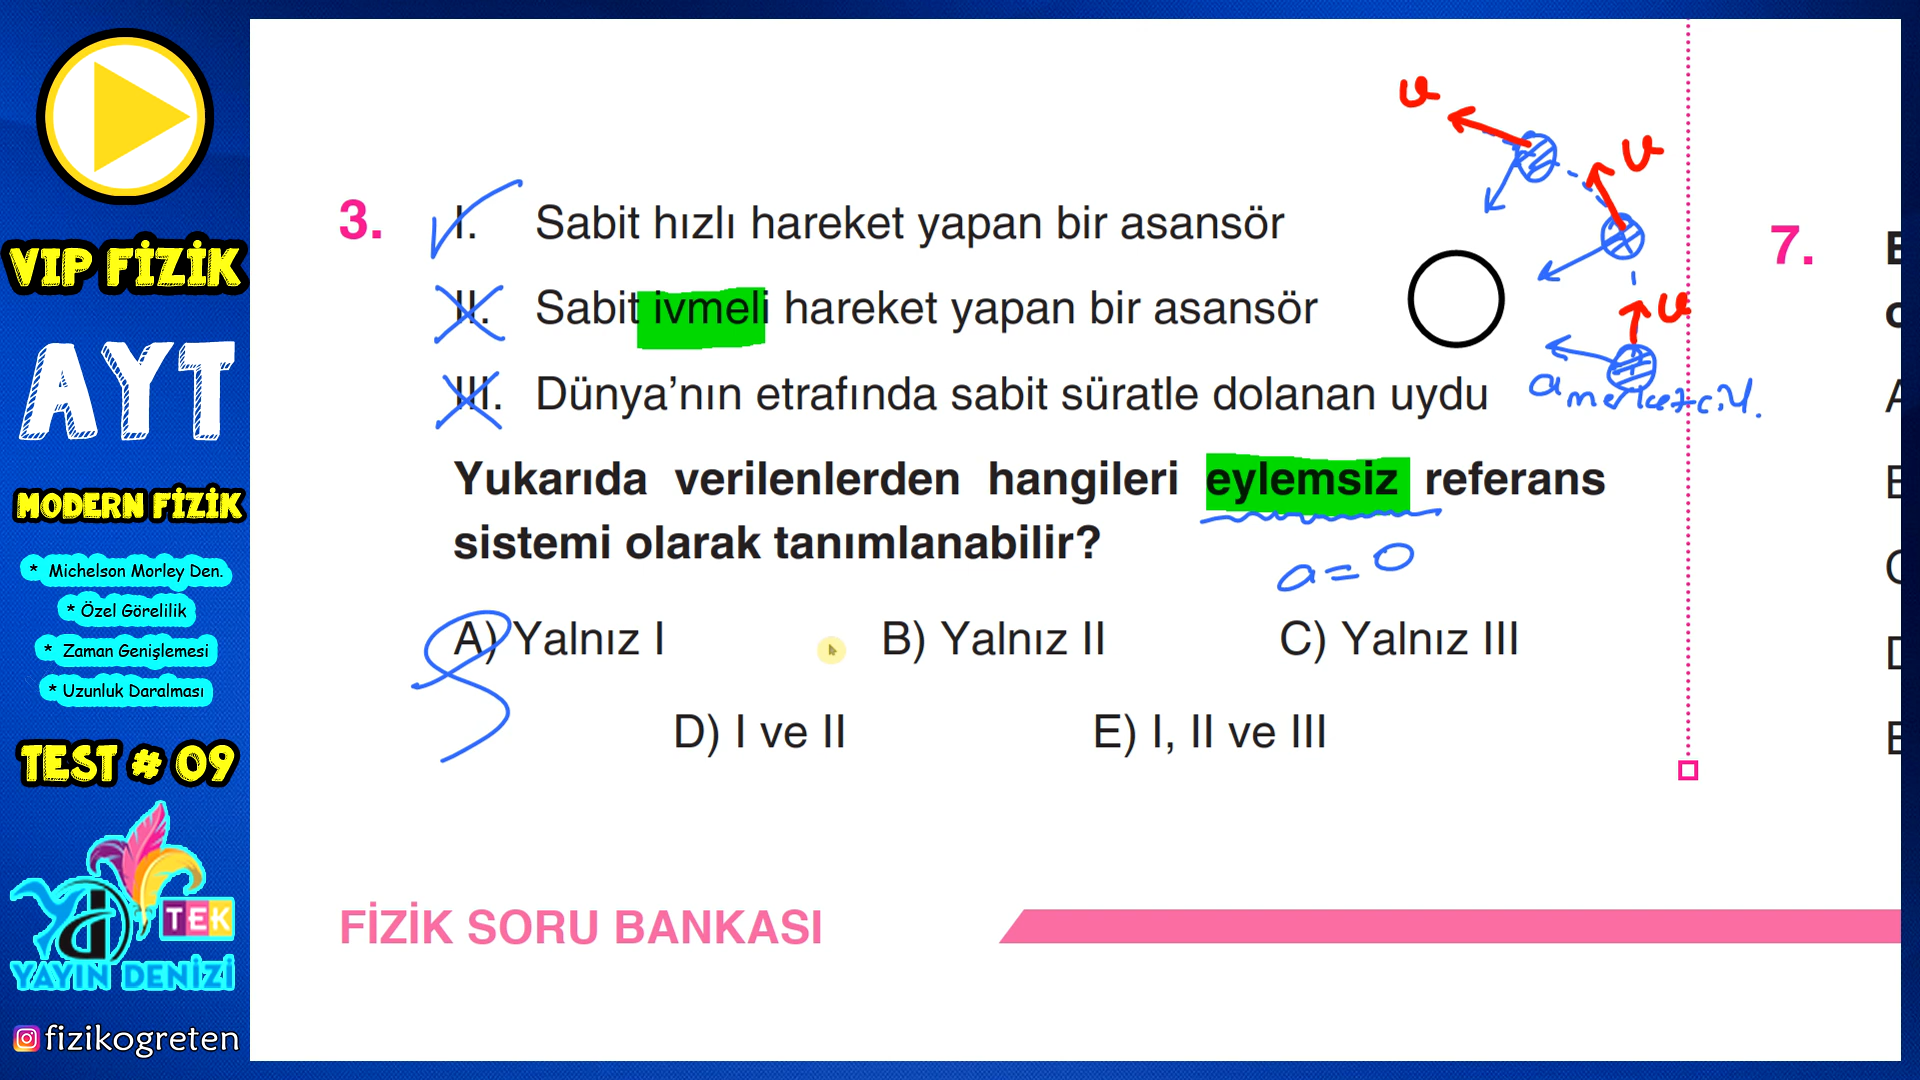 VIP FİZİK
AYT
MODERN FİZİK
* Michelson Morley Den.
* Özel Görelilik
* Zaman Genişlemesi
* Uzunluk Daralması
TEST # 09
yd TEK
YAYIN DENİZİ
fizikogreten
3.
I. Sabit hızlı hareket yapan bir asansör
II. Sabit ivmeli hareket yapan bir asansör
III. Dünya'nın etrafında sabit süratle dolanan uydu
Yukarıda verilenlerden hangileri eylemsiz referans
sistemi olarak tanımlanabilir?
a = 0
A) Yalnız I B) Yalnız II C) Yalnız III
D) I ve II E) I, II ve III
FİZİK SORU BANKASI
v
v
v
a merkezcil.
7.